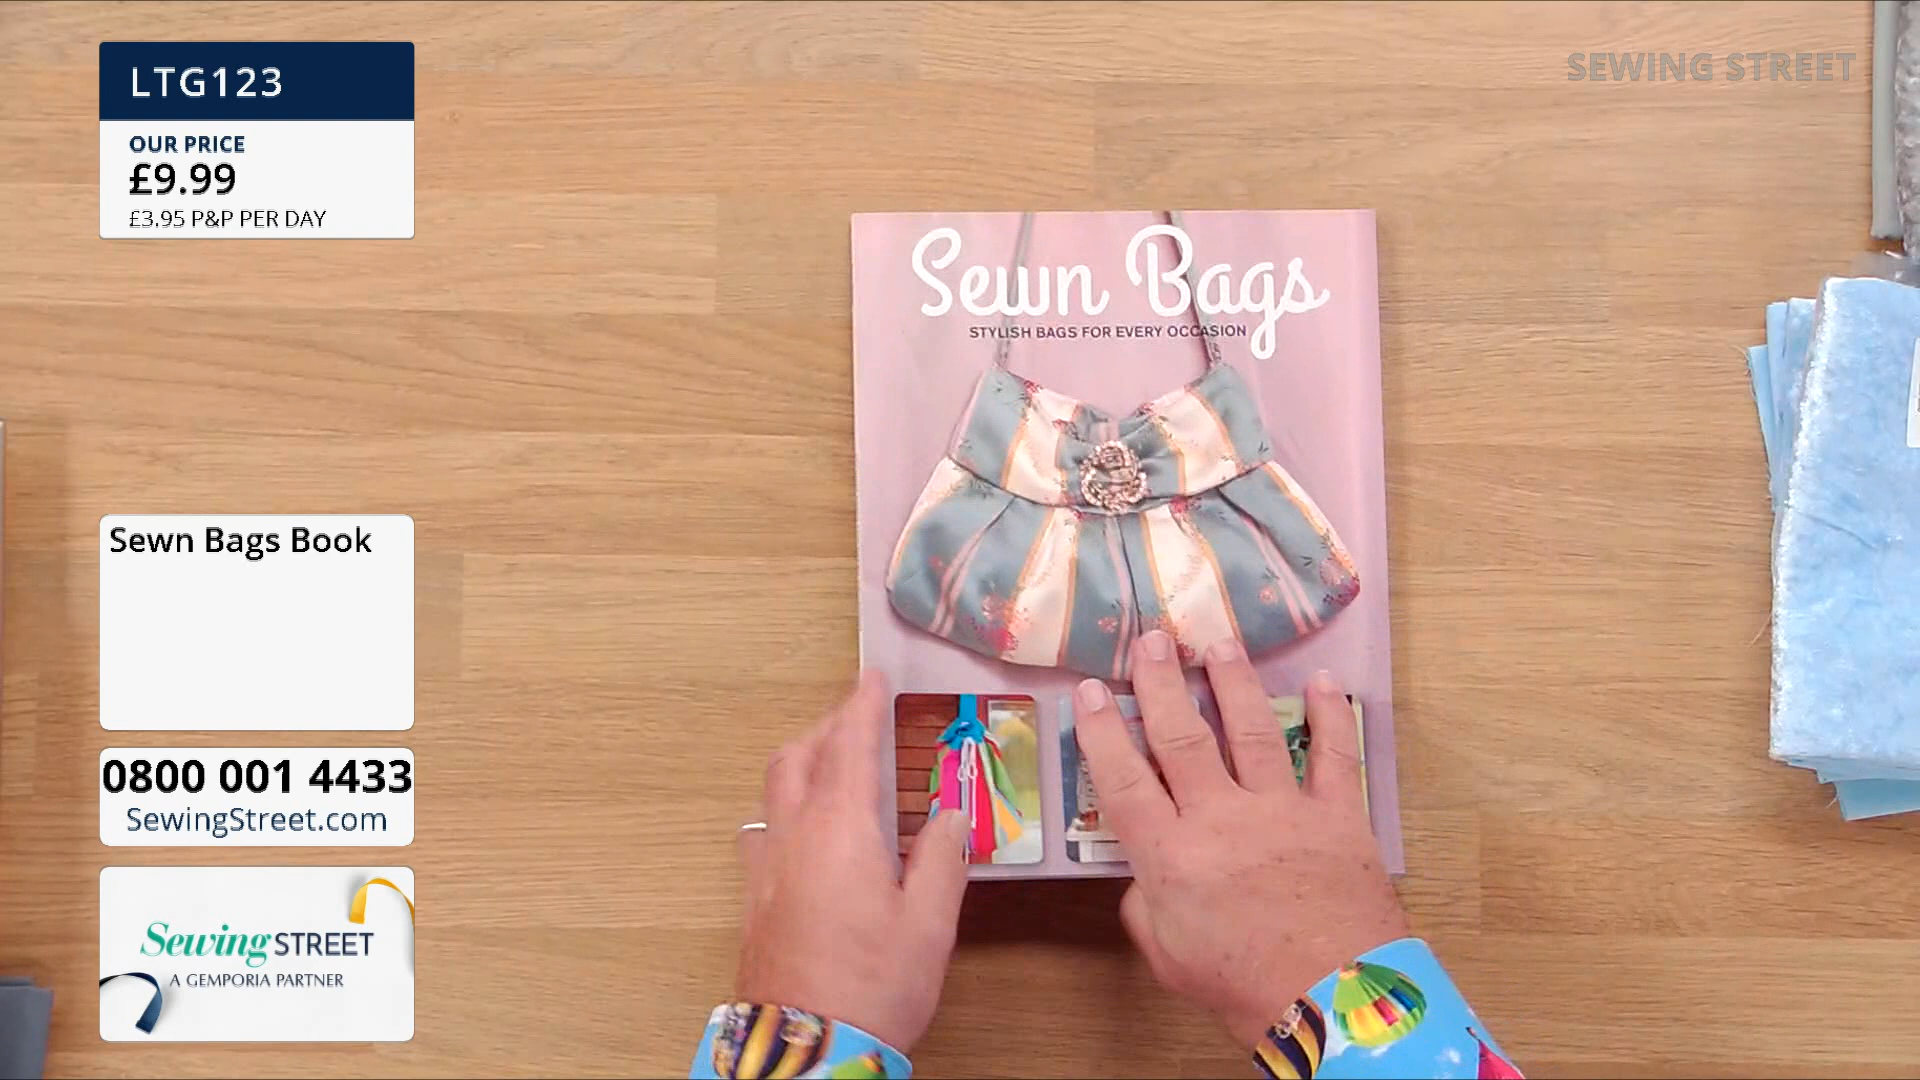 LTG123
OUR PRICE
£9.99
£3.95 P&P PER DAY
SEWING STREET
Sewn Bags
STYLISH BAGS FOR EVERY OCCASION
Sewn Bags Book
0800 001 4433
SewingStreet.com
Sewing STREET
A GEMPORIA PARTNER